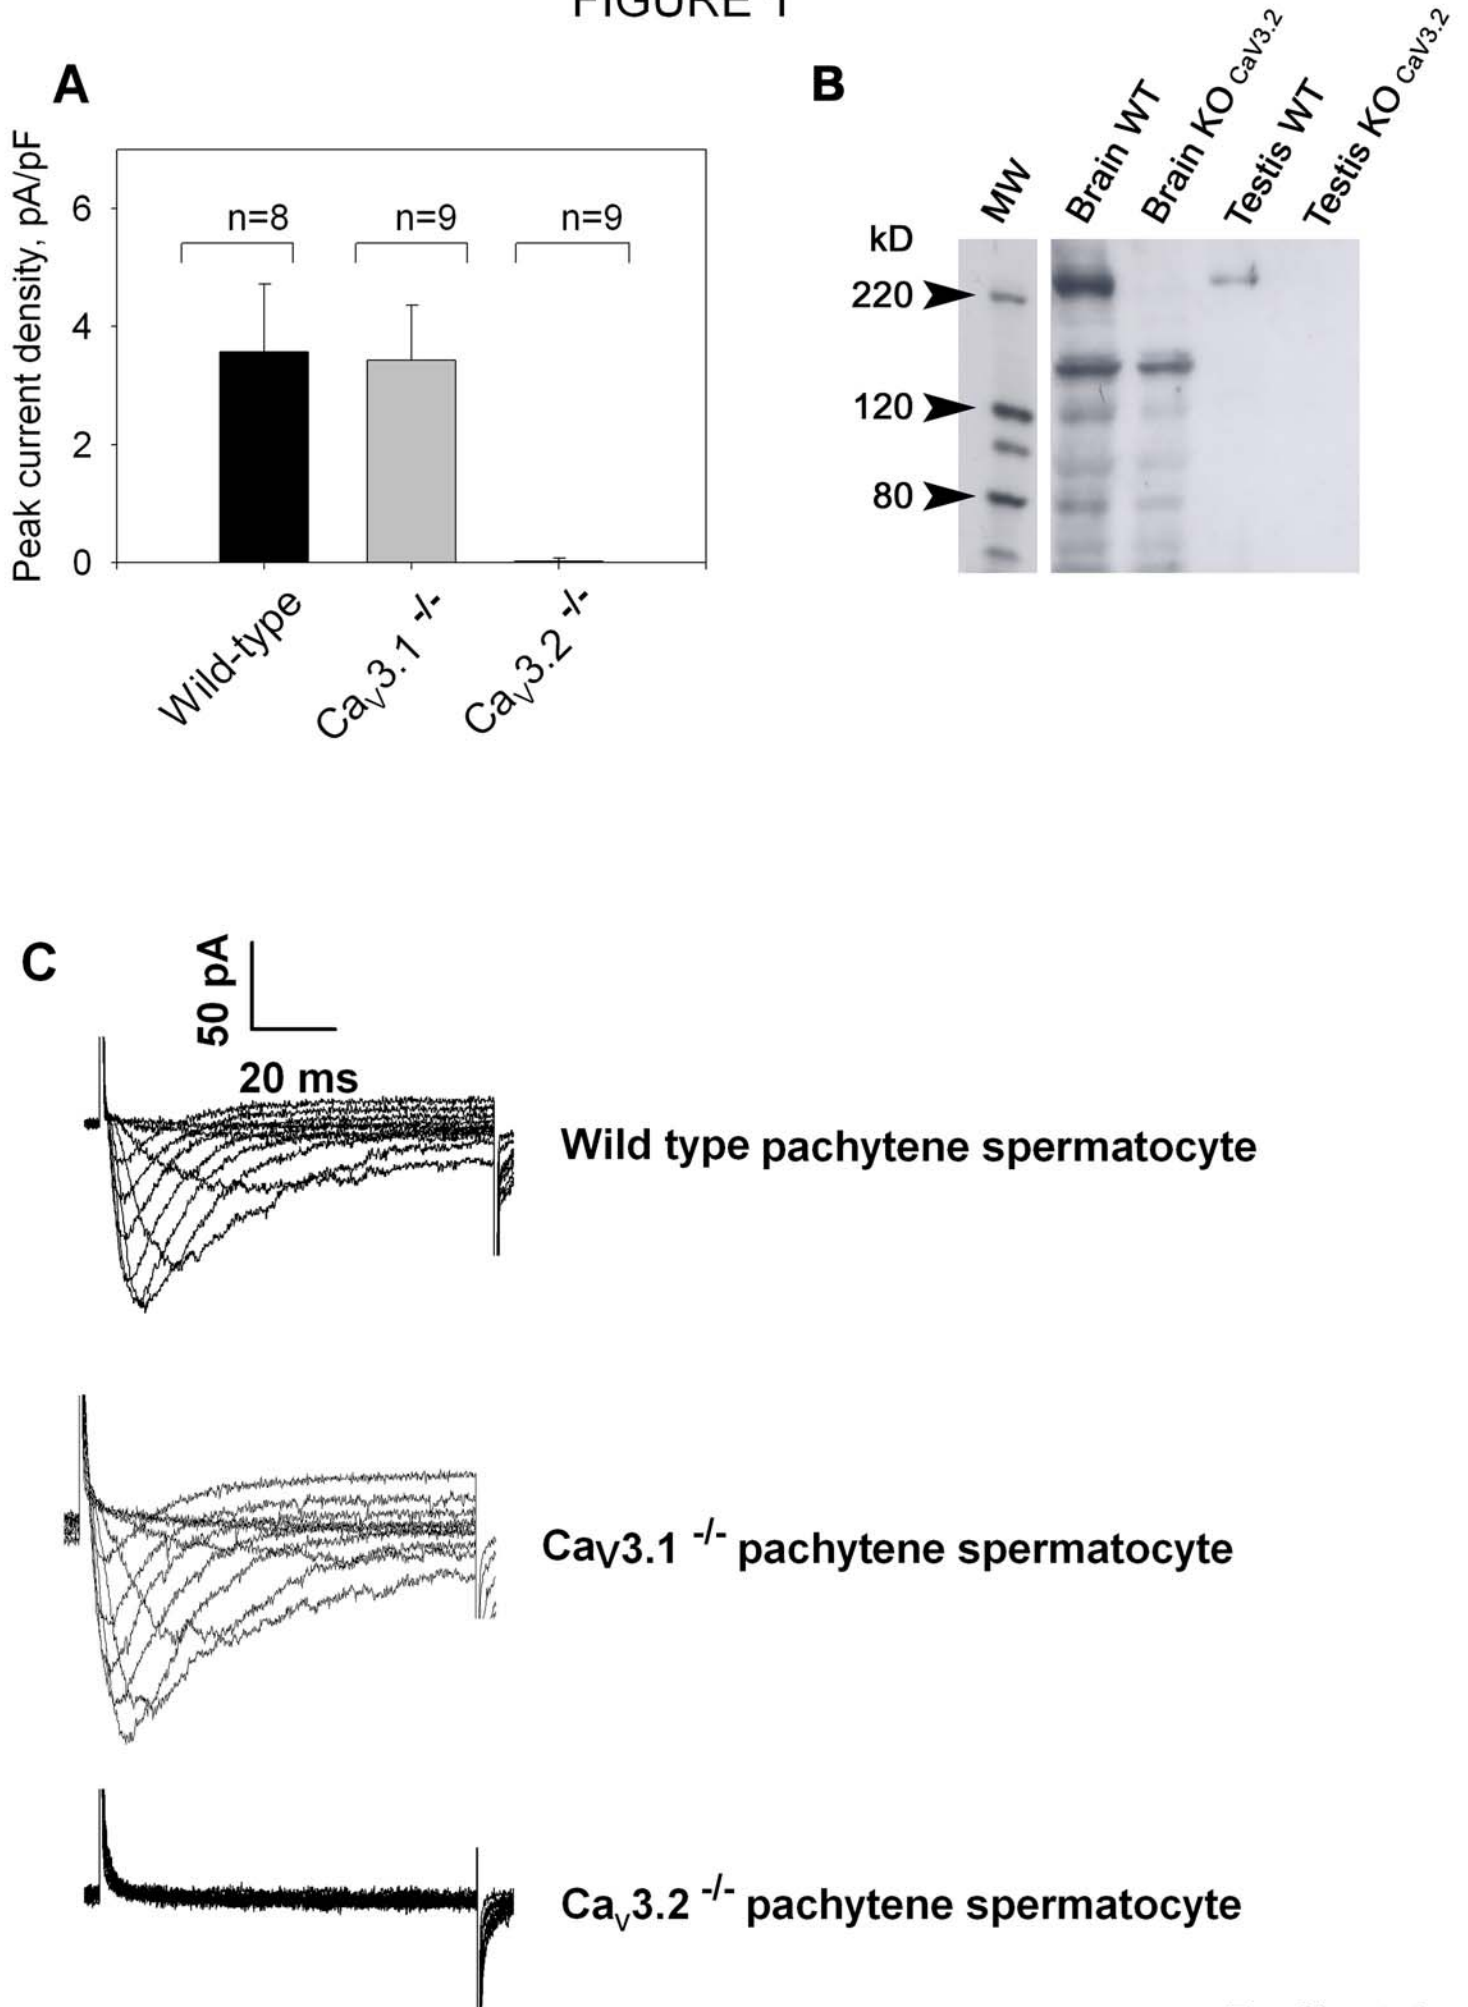 FIGURE 1
A
Peak current density, pA/pF
6
4
2
0
n=8
n=9
n=9
Wild-type
CaV3.1 -/-
CaV3.2 -/-
B
MW
Brain WT
Brain KO CaV3.2
Testis WT
Testis KO CaV3.2
kD
220
120
80
C
50 pA
20 ms
Wild type pachytene spermatocyte
CaV3.1 -/- pachytene spermatocyte
CaV3.2 -/- pachytene spermatocyte